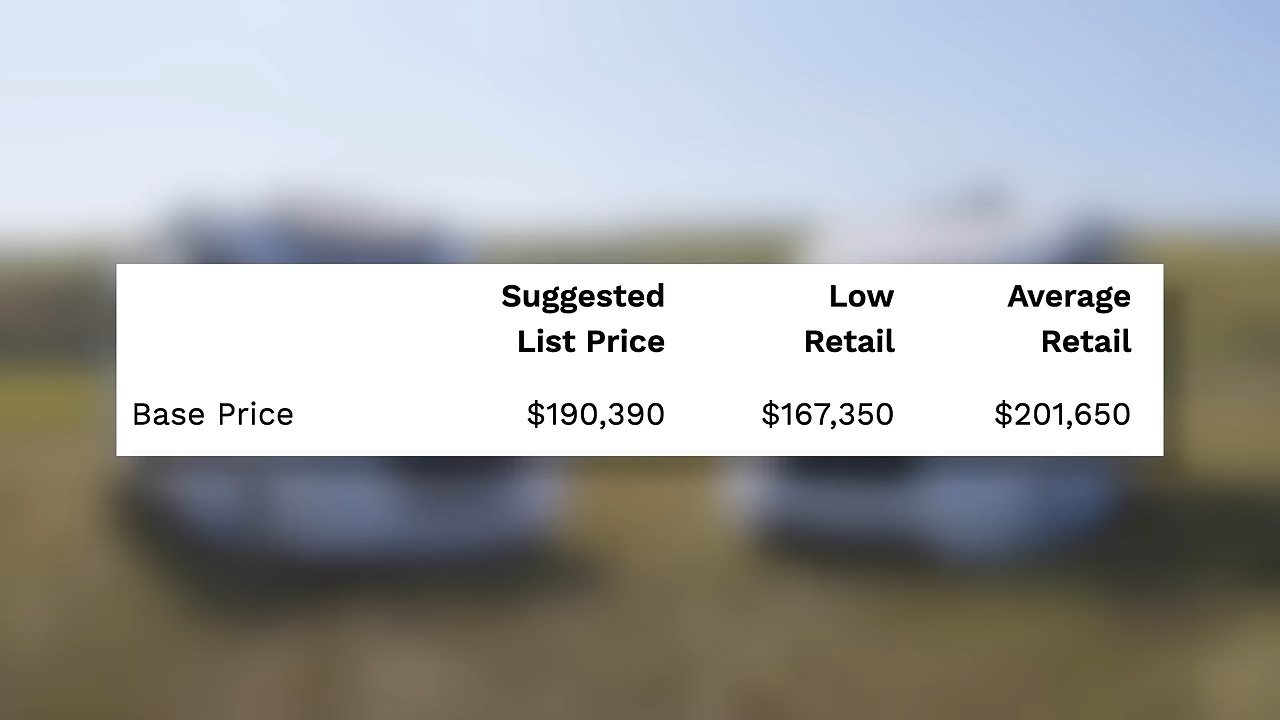 Suggested Low Average
List Price Retail Retail
Base Price $190,390 $167,350 $201,650